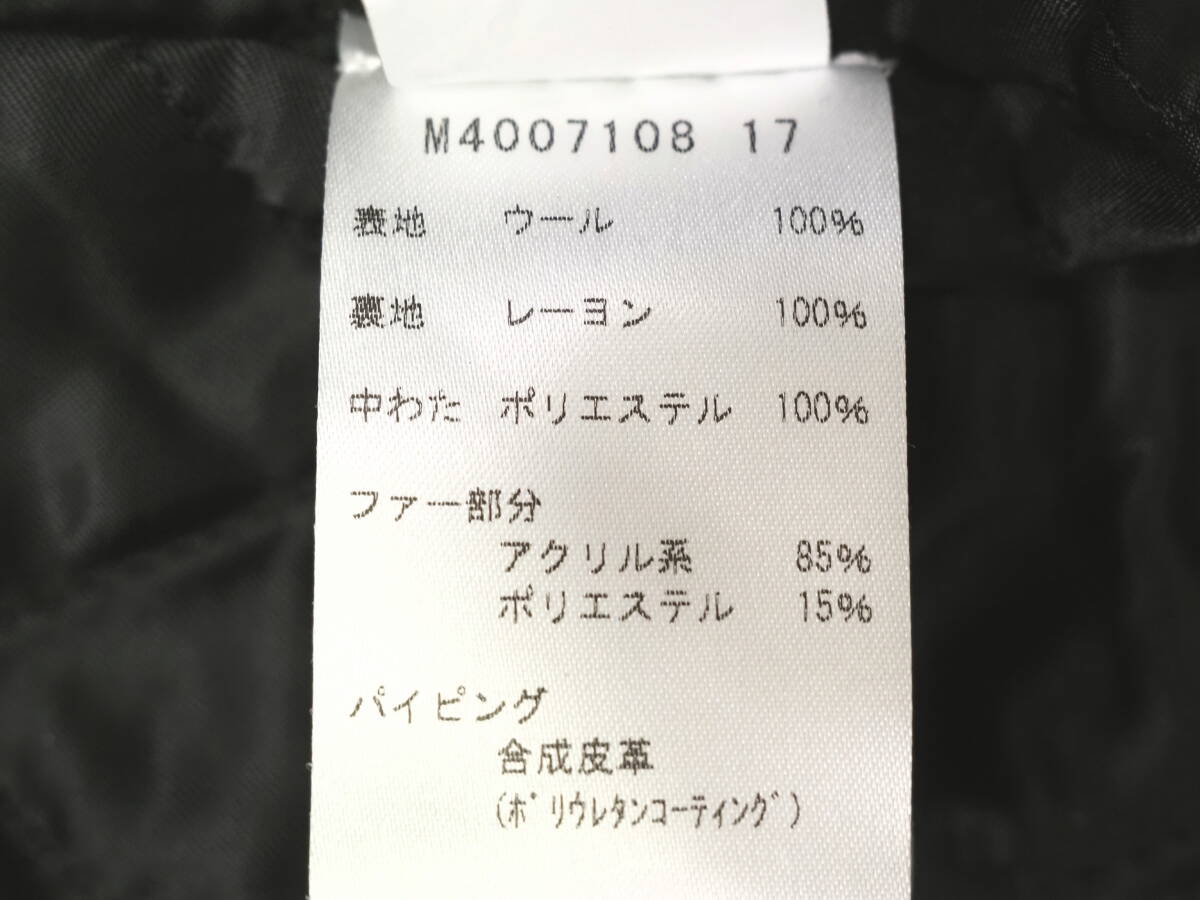 M4007108 17
表地 ウール 100%
裏地 レーヨン 100%
中わた ポリエステル 100%
ファー部分
アクリル系 85%
ポリエステル 15%
パイピング
合成皮革
(ﾎﾟﾘｳﾚﾀﾝｺｰﾃｨﾝｸﾞ)